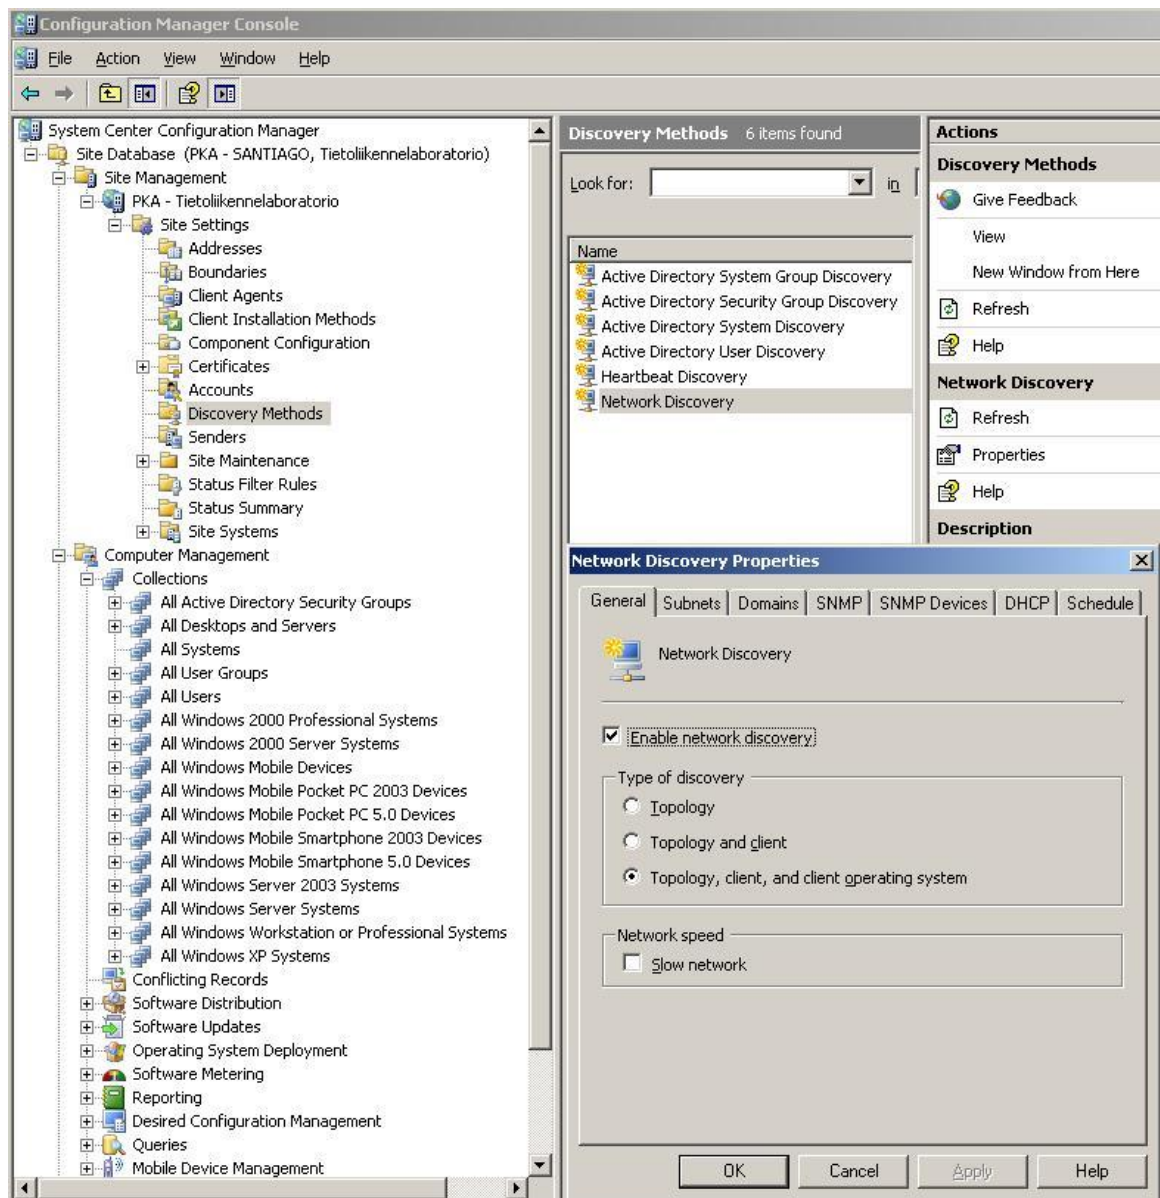 Configuration Manager Console
File Action View Window Help
System Center Configuration Manager
Site Database (PKA - SANTIAGO, Tietoliikennelaboratorio)
Site Management
PKA - Tietoliikennelaboratorio
Site Settings
Addresses
Boundaries
Client Agents
Client Installation Methods
Component Configuration
Certificates
Accounts
Discovery Methods
Senders
Site Maintenance
Status Filter Rules
Status Summary
Site Systems
Computer Management
Collections
All Active Directory Security Groups
All Desktops and Servers
All Systems
All User Groups
All Users
All Windows 2000 Professional Systems
All Windows 2000 Server Systems
All Windows Mobile Devices
All Windows Mobile Pocket PC 2003 Devices
All Windows Mobile Pocket PC 5.0 Devices
All Windows Mobile Smartphone 2003 Devices
All Windows Mobile Smartphone 5.0 Devices
All Windows Server 2003 Systems
All Windows Server Systems
All Windows Workstation or Professional Systems
All Windows XP Systems
Conflicting Records
Software Distribution
Software Updates
Operating System Deployment
Software Metering
Reporting
Desired Configuration Management
Queries
Mobile Device Management
Discovery Methods 6 items found
Look for: in
Name
Active Directory System Group Discovery
Active Directory Security Group Discovery
Active Directory System Discovery
Active Directory User Discovery
Heartbeat Discovery
Network Discovery
Actions
Discovery Methods
Give Feedback
View
New Window from Here
Refresh
Help
Network Discovery
Refresh
Properties
Help
Description
Network Discovery Properties
General Subnets Domains SNMP SNMP Devices DHCP Schedule
Network Discovery
Enable network discovery
Type of discovery
Topology
Topology and client
Topology, client, and client operating system
Network speed
Slow network
OK Cancel Apply Help